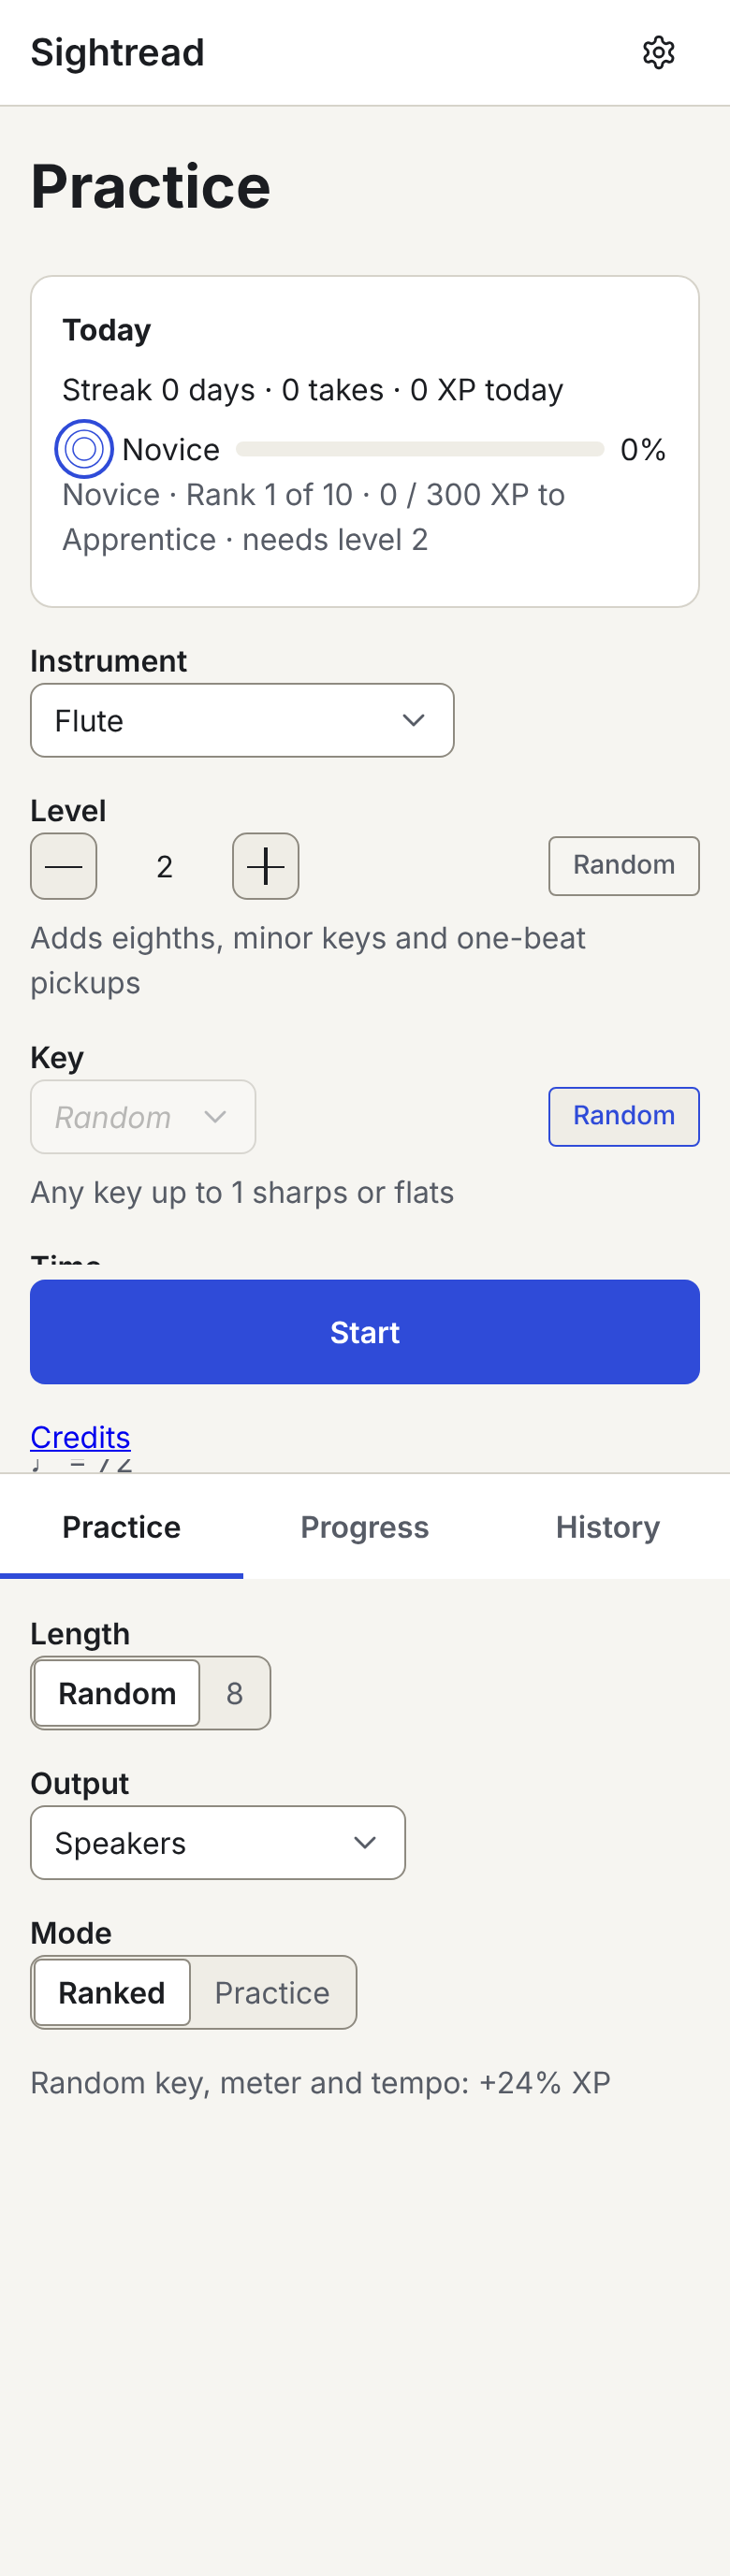 Sightread
Practice
Today
Streak 0 days · 0 takes · 0 XP today
Novice 0%
Novice · Rank 1 of 10 · 0 / 300 XP to
Apprentice · needs level 2
Instrument
Flute
Level
2 Random
Adds eighths, minor keys and one-beat
pickups
Key
Random Random
Any key up to 1 sharps or flats
Time
Start
Credits
♩ = 72
Practice Progress History
Length
Random 8
Output
Speakers
Mode
Ranked Practice
Random key, meter and tempo: +24% XP